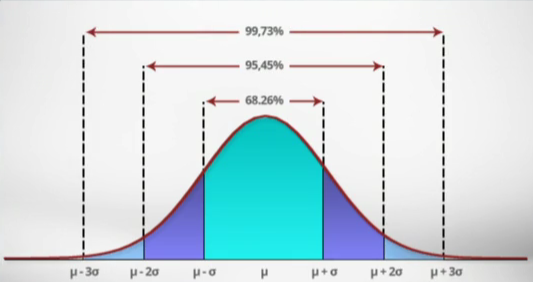 99,73%
95,45%
68.26%
μ - 3σ μ - 2σ μ - σ μ μ + σ μ + 2σ μ + 3σ